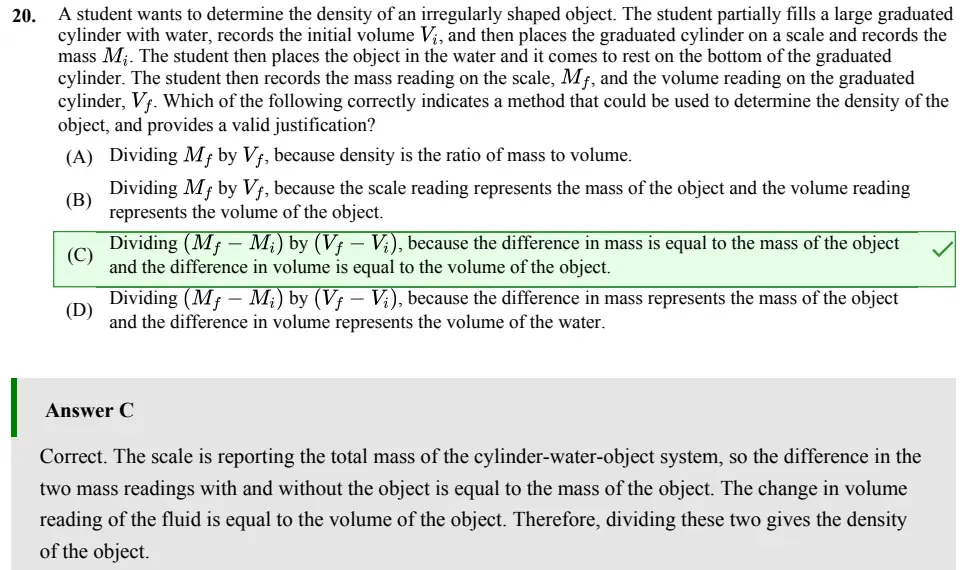 20. A student wants to determine the density of an irregularly shaped object. The student partially fills a large graduated
cylinder with water, records the initial volume V_i, and then places the graduated cylinder on a scale and records the
mass M_i. The student then places the object in the water and it comes to rest on the bottom of the graduated
cylinder. The student then records the mass reading on the scale, M_f, and the volume reading on the graduated
cylinder, V_f. Which of the following correctly indicates a method that could be used to determine the density of the
object, and provides a valid justification?
(A) Dividing M_f by V_f, because density is the ratio of mass to volume.
(B) Dividing M_f by V_f, because the scale reading represents the mass of the object and the volume reading
represents the volume of the object.
(C) Dividing (M_f − M_i) by (V_f − V_i), because the difference in mass is equal to the mass of the object
and the difference in volume is equal to the volume of the object.
(D) Dividing (M_f − M_i) by (V_f − V_i), because the difference in mass represents the mass of the object
and the difference in volume represents the volume of the water.
Answer C
Correct. The scale is reporting the total mass of the cylinder-water-object system, so the difference in the
two mass readings with and without the object is equal to the mass of the object. The change in volume
reading of the fluid is equal to the volume of the object. Therefore, dividing these two gives the density
of the object.